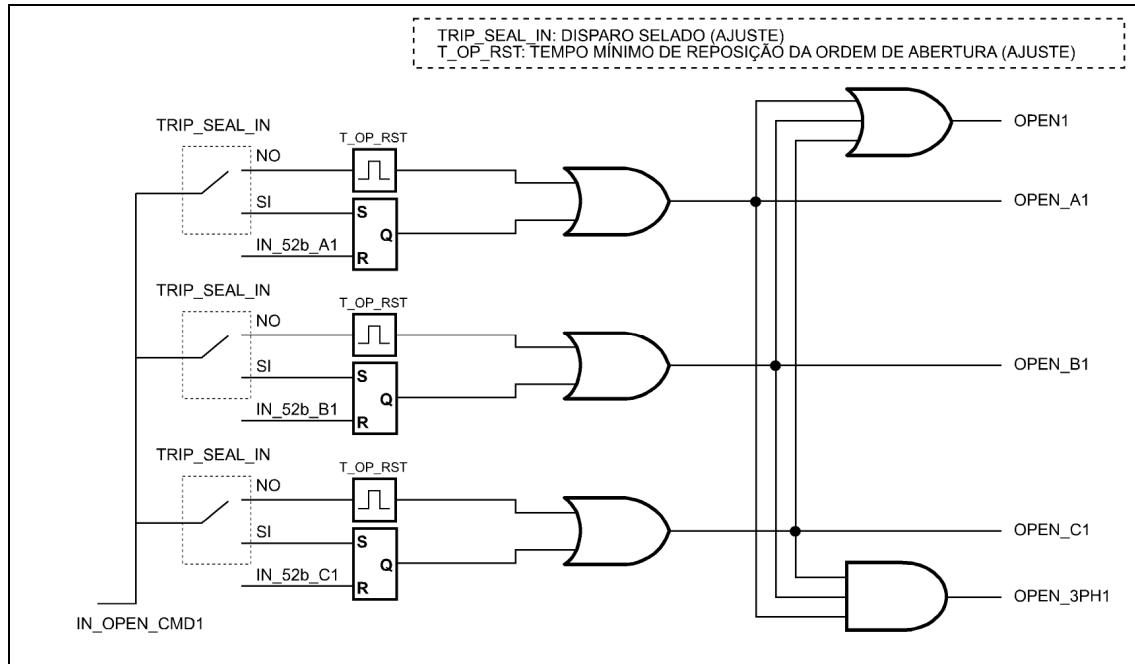 TRIP_SEAL_IN: DISPARO SELADO (AJUSTE)
T_OP_RST: TEMPO MÍNIMO DE REPOSIÇÃO DA ORDEM DE ABERTURA (AJUSTE)
TRIP_SEAL_IN
NO
T_OP_RST
SI
S
Q
IN_52b_A1
R
OPEN1
OPEN_A1
TRIP_SEAL_IN
NO
T_OP_RST
SI
S
Q
IN_52b_B1
R
OPEN_B1
TRIP_SEAL_IN
NO
T_OP_RST
SI
S
Q
IN_52b_C1
R
OPEN_C1
OPEN_3PH1
IN_OPEN_CMD1